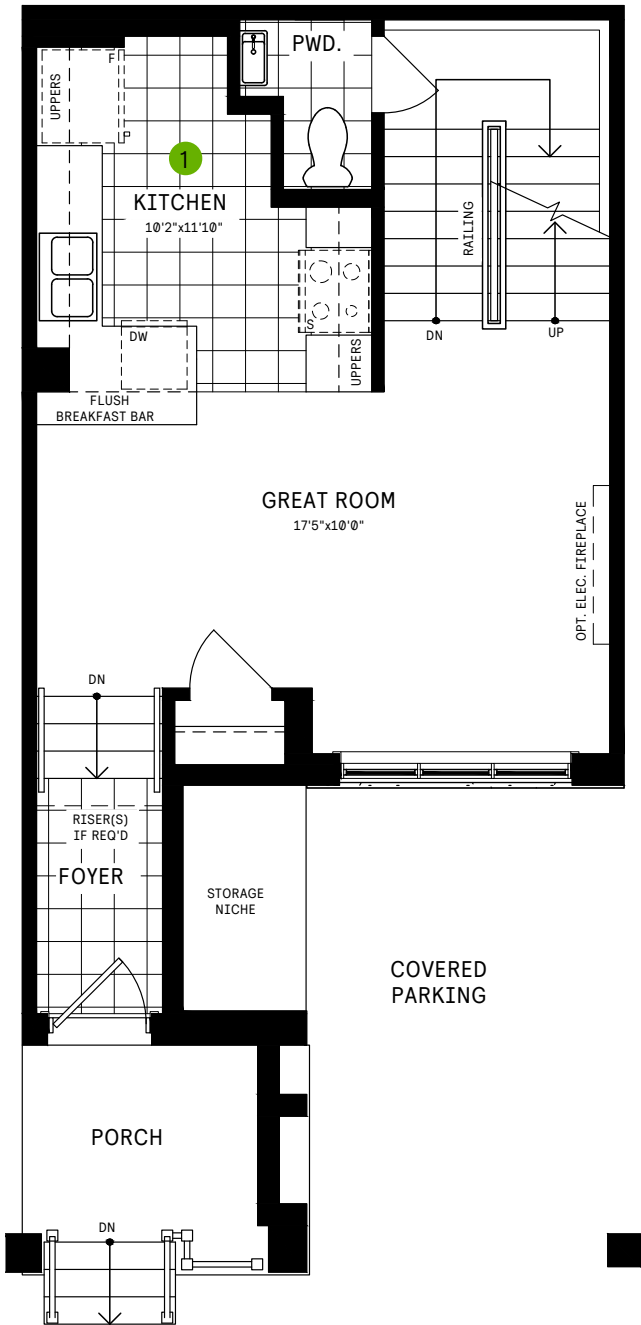 PWD.
F
UPPERS
P
1
KITCHEN
10'2"x11'10"
RAILING
S
DW
UPPERS
DN
UP
FLUSH
BREAKFAST BAR
GREAT ROOM
17'5"x10'0"
OPT. ELEC. FIREPLACE
DN
RISER(S)
IF REQ'D
FOYER
STORAGE
NICHE
COVERED
PARKING
PORCH
DN